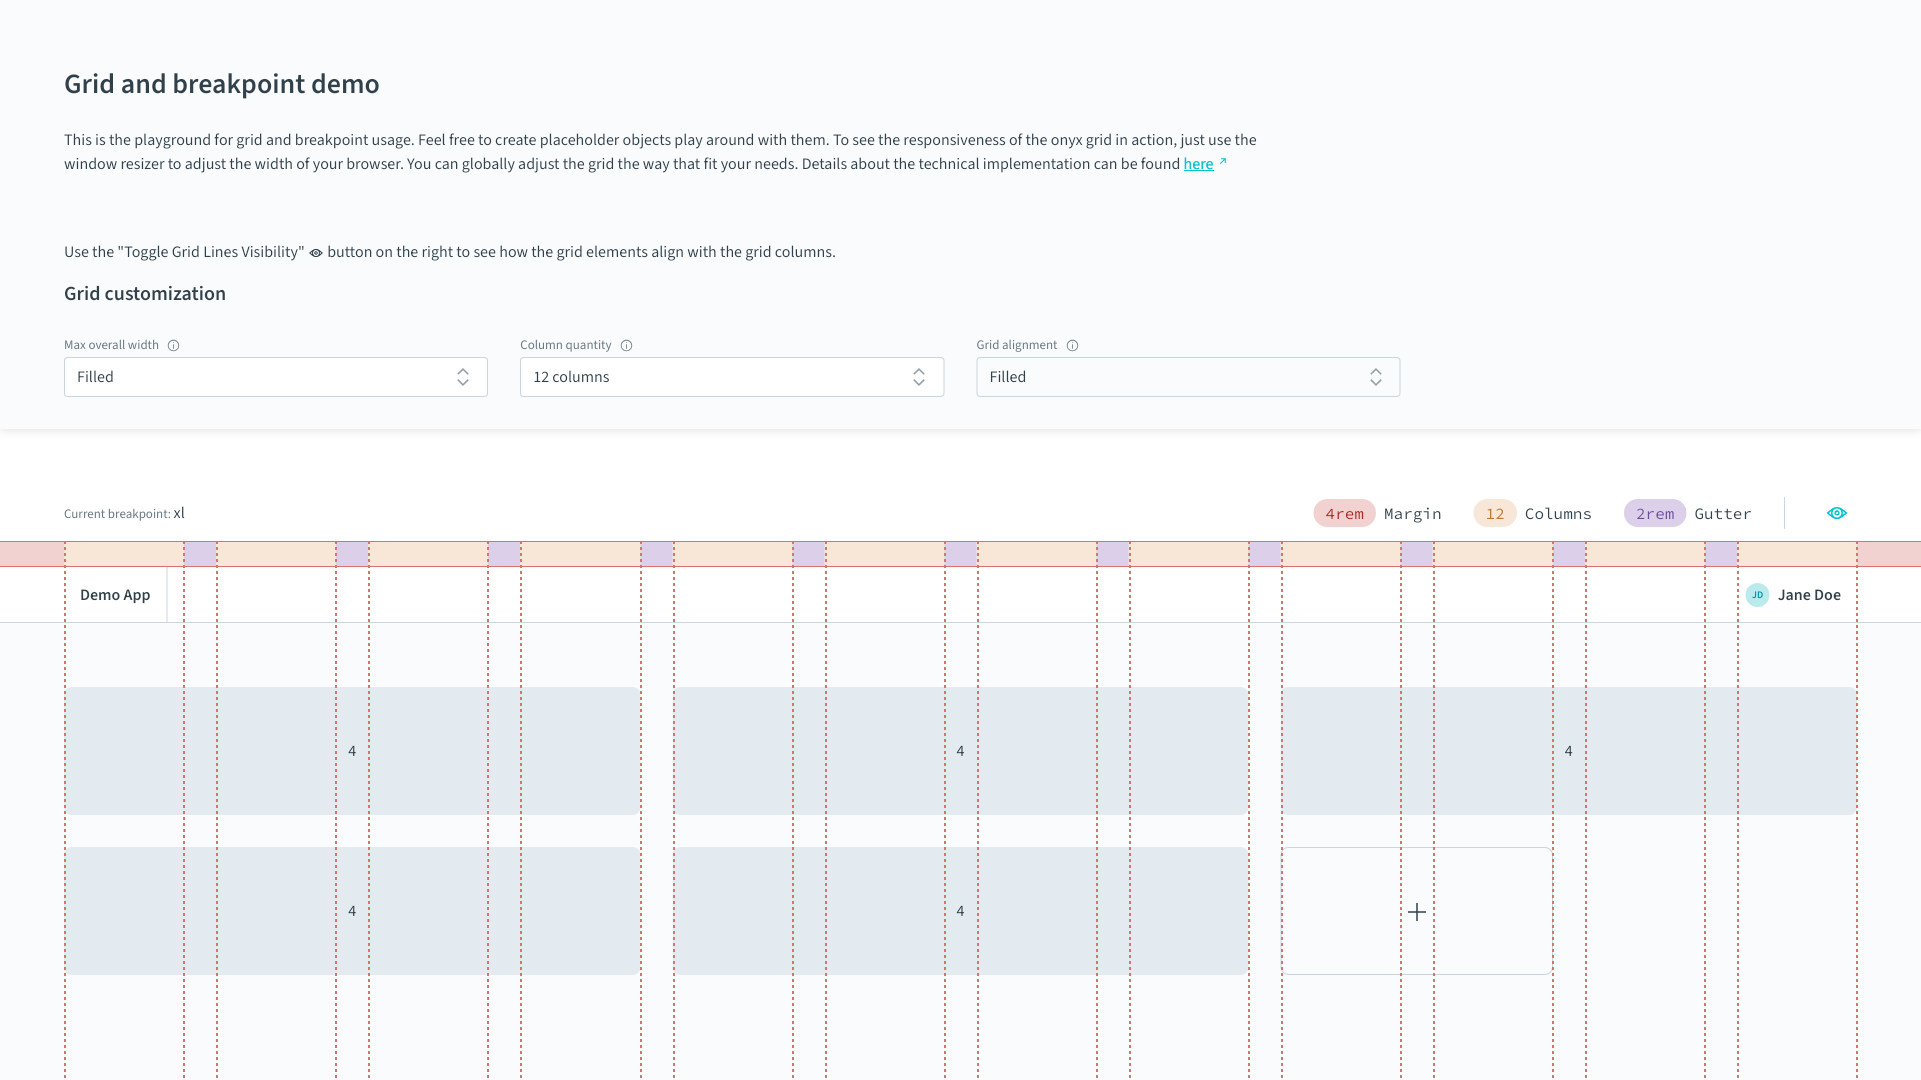 Grid and breakpoint demo
This is the playground for grid and breakpoint usage. Feel free to create placeholder objects play around with them. To see the responsiveness of the onyx grid in action, just use the
window resizer to adjust the width of your browser. You can globally adjust the grid the way that fit your needs. Details about the technical implementation can be found here
Use the "Toggle Grid Lines Visibility" button on the right to see how the grid elements align with the grid columns.
Grid customization
Max overall width Column quantity Grid alignment
Filled 12 columns Filled
Current breakpoint: xl 4rem Margin 12 Columns 2rem Gutter
Demo App JD Jane Doe
4 4 4
4 4